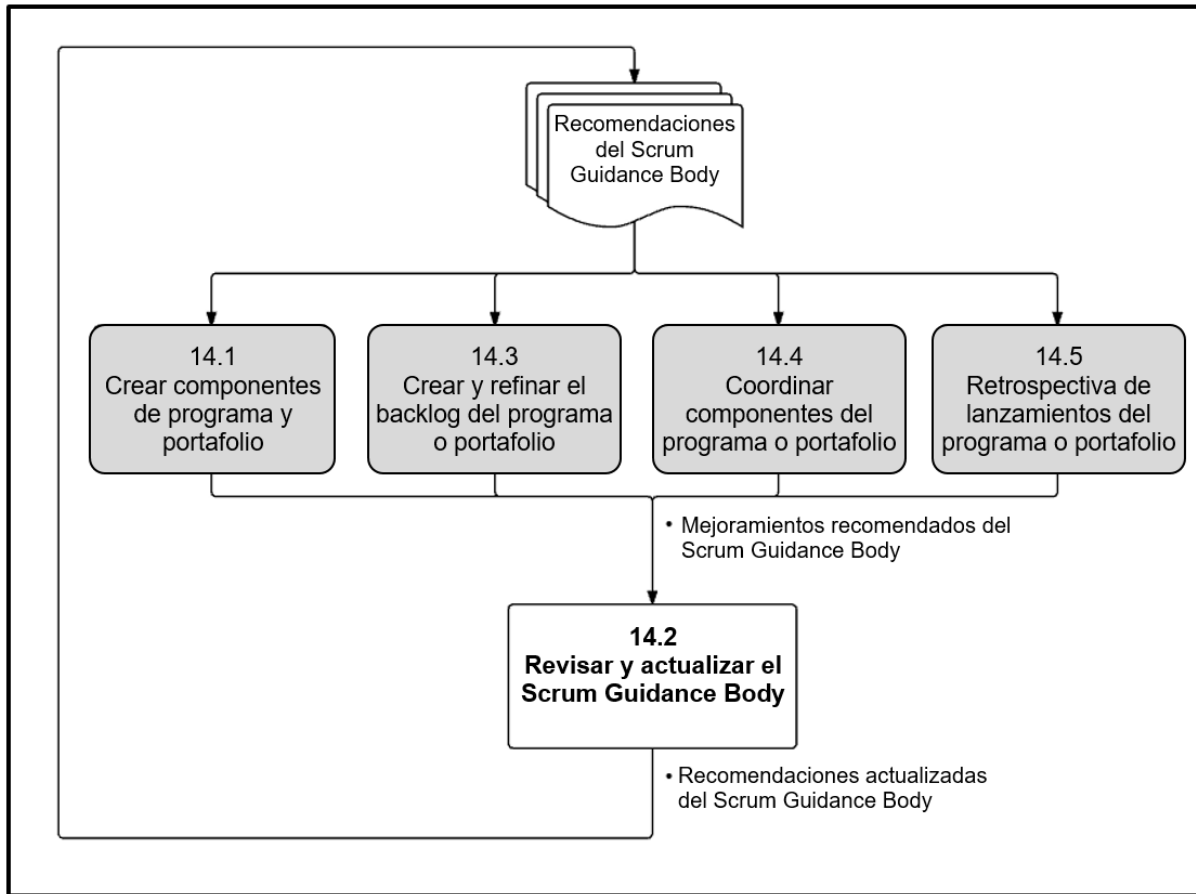 Recomendaciones
del Scrum
Guidance Body
14.1
Crear componentes
de programa y
portafolio
14.3
Crear y refinar el
backlog del programa
o portafolio
14.4
Coordinar
componentes del
programa o portafolio
14.5
Retrospectiva de
lanzamientos del
programa o portafolio
• Mejoramientos recomendados del
Scrum Guidance Body
14.2
Revisar y actualizar el
Scrum Guidance Body
• Recomendaciones actualizadas
del Scrum Guidance Body